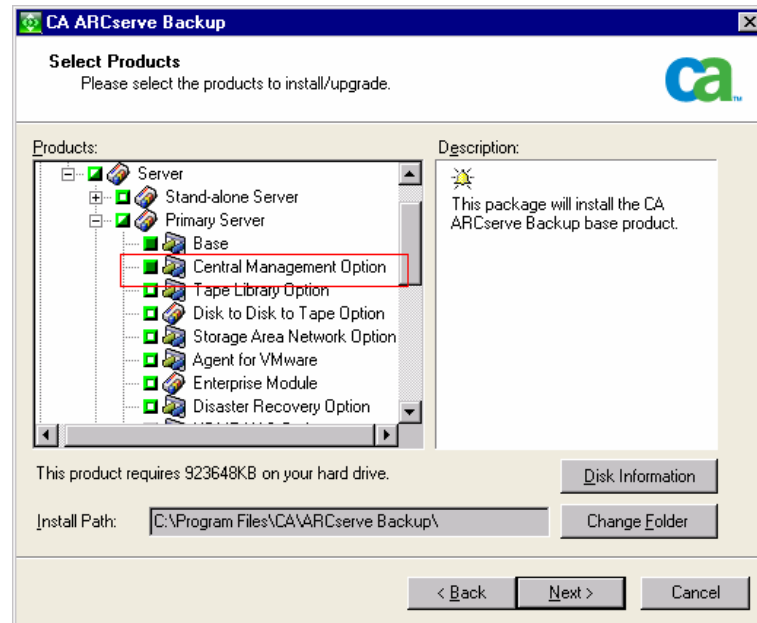 CA ARCserve Backup
Select Products
Please select the products to install/upgrade.
ca
TM
Products:
Description:
Server
Stand-alone Server
Primary Server
Base
Central Management Option
Tape Library Option
Disk to Disk to Tape Option
Storage Area Network Option
Agent for VMware
Enterprise Module
Disaster Recovery Option
This package will install the CA
ARCserve Backup base product.
This product requires 923648KB on your hard drive.
Disk Information
Install Path:
C:\Program Files\CA\ARCserve Backup\
Change Folder
< Back
Next >
Cancel